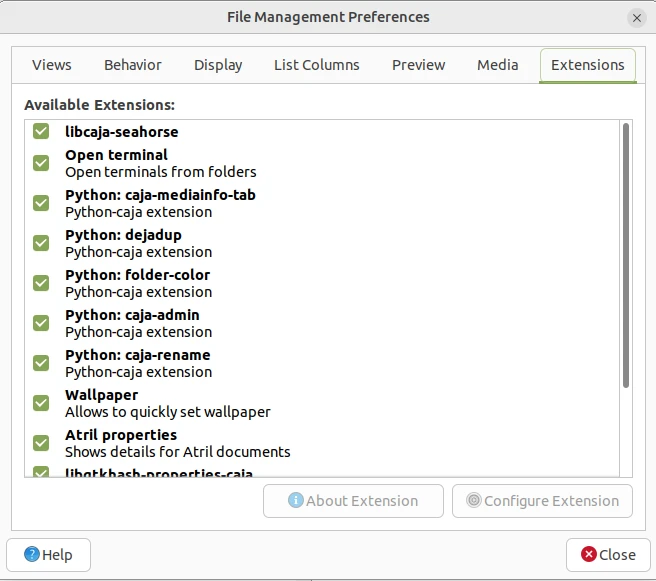 File Management Preferences
Views Behavior Display List Columns Preview Media Extensions
Available Extensions:
libcaja-seahorse
Open terminal
Open terminals from folders
Python: caja-mediainfo-tab
Python-caja extension
Python: dejadup
Python-caja extension
Python: folder-color
Python-caja extension
Python: caja-admin
Python-caja extension
Python: caja-rename
Python-caja extension
Wallpaper
Allows to quickly set wallpaper
Atril properties
Shows details for Atril documents
libgtkhash-properties-caja
About Extension Configure Extension
Help Close